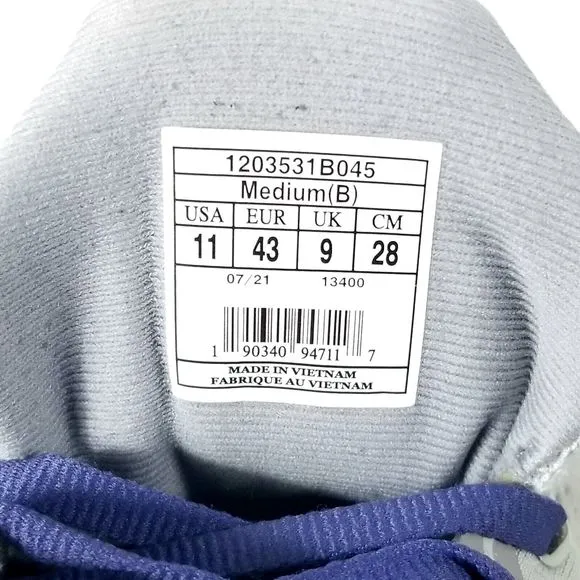 1203531B045
Medium(B)
USA EUR UK CM
11 43 9 28
07/21 13400
1 90340 94711 7
MADE IN VIETNAM
FABRIQUE AU VIETNAM